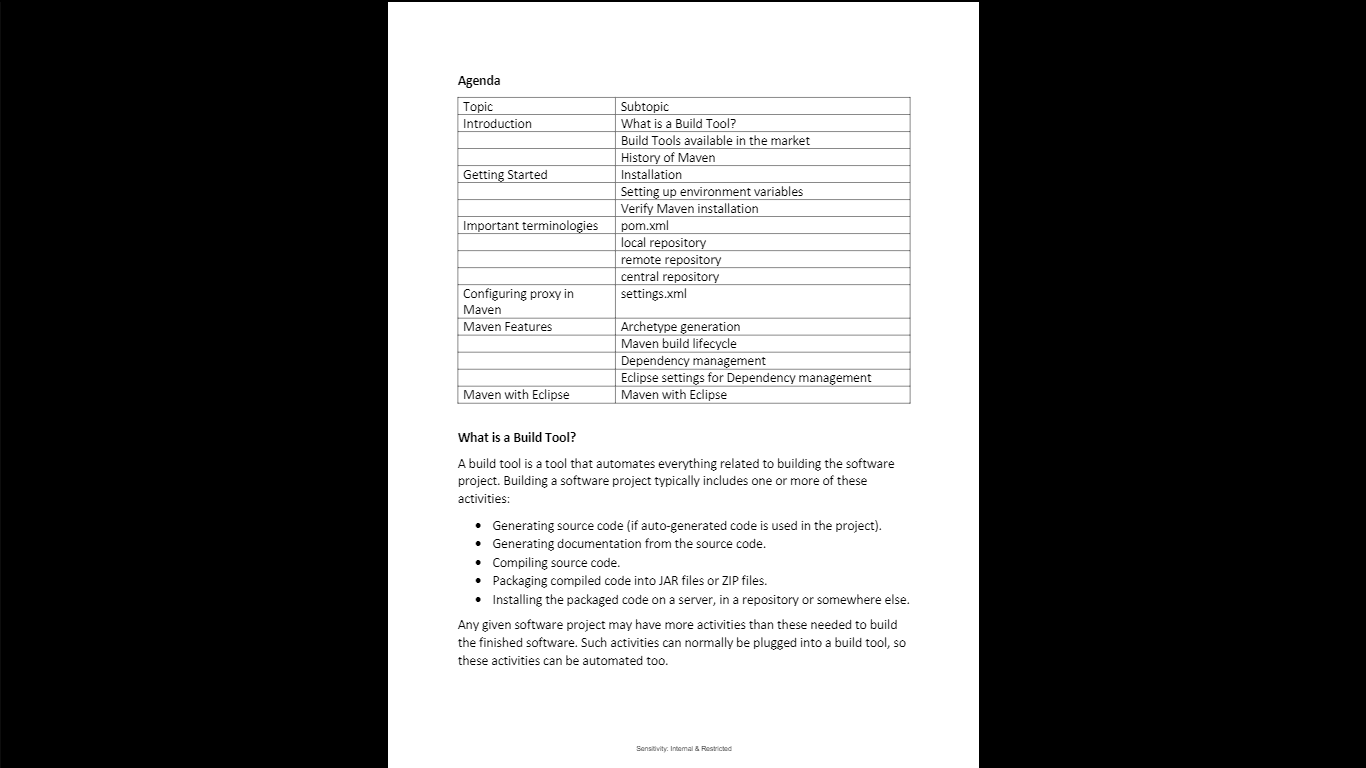 Agenda
Topic Subtopic
Introduction What is a Build Tool?
Build Tools available in the market
History of Maven
Getting Started Installation
Setting up environment variables
Verify Maven installation
Important terminologies pom.xml
local repository
remote repository
central repository
Configuring proxy in settings.xml
Maven
Maven Features Archetype generation
Maven build lifecycle
Dependency management
Eclipse settings for Dependency management
Maven with Eclipse Maven with Eclipse
What is a Build Tool?
A build tool is a tool that automates everything related to building the software
project. Building a software project typically includes one or more of these
activities:
• Generating source code (if auto-generated code is used in the project).
• Generating documentation from the source code.
• Compiling source code.
• Packaging compiled code into JAR files or ZIP files.
• Installing the packaged code on a server, in a repository or somewhere else.
Any given software project may have more activities than these needed to build
the finished software. Such activities can normally be plugged into a build tool, so
these activities can be automated too.
Sensitivity: Internal & Restricted